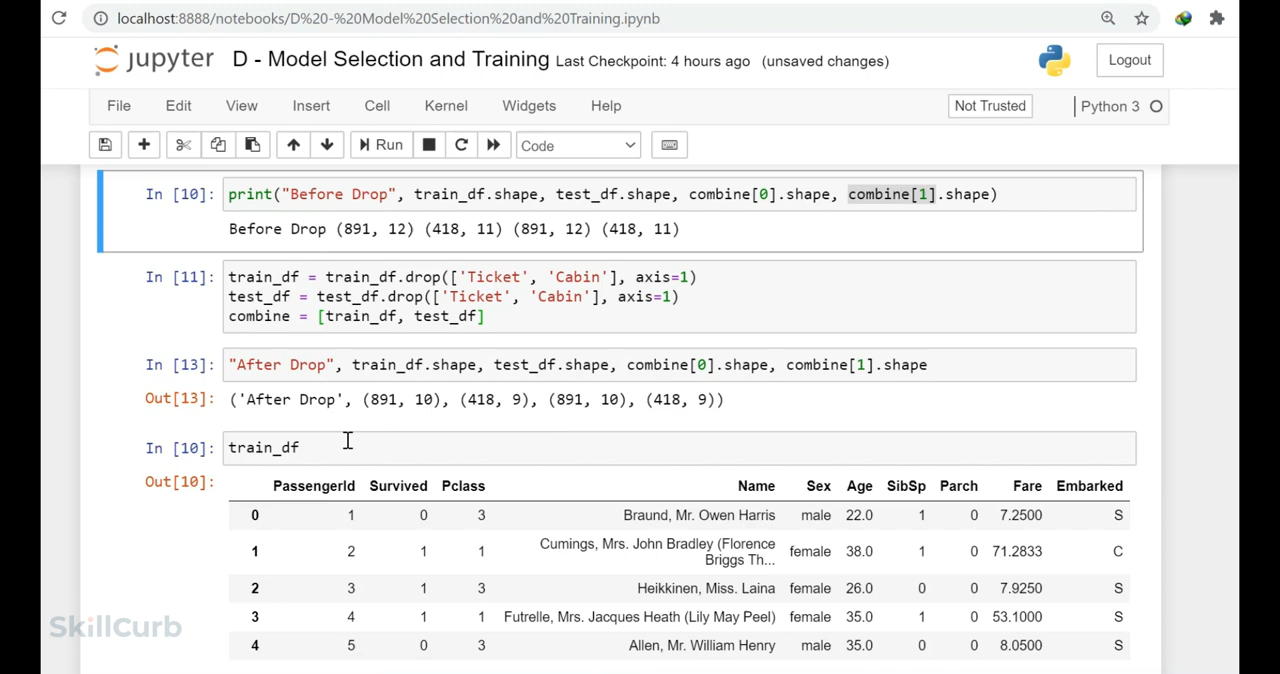 localhost:8888/notebooks/D%20-%20Model%20Selection%20and%20Training.ipynb
jupyter D - Model Selection and Training Last Checkpoint: 4 hours ago (unsaved changes) Logout
File Edit View Insert Cell Kernel Widgets Help Not Trusted Python 3
Run Code
In [10]: print("Before Drop", train_df.shape, test_df.shape, combine[0].shape, combine[1].shape)
Before Drop (891, 12) (418, 11) (891, 12) (418, 11)
In [11]: train_df = train_df.drop(['Ticket', 'Cabin'], axis=1)
test_df = test_df.drop(['Ticket', 'Cabin'], axis=1)
combine = [train_df, test_df]
In [13]: "After Drop", train_df.shape, test_df.shape, combine[0].shape, combine[1].shape
Out[13]: ('After Drop', (891, 10), (418, 9), (891, 10), (418, 9))
In [10]: train_df
Out[10]:
PassengerId Survived Pclass Name Sex Age SibSp Parch Fare Embarked
0 1 0 3 Braund, Mr. Owen Harris male 22.0 1 0 7.2500 S
1 2 1 1 Cumings, Mrs. John Bradley (Florence
Briggs Th... female 38.0 1 0 71.2833 C
2 3 1 3 Heikkinen, Miss. Laina female 26.0 0 0 7.9250 S
3 4 1 1 Futrelle, Mrs. Jacques Heath (Lily May Peel) female 35.0 1 0 53.1000 S
4 5 0 3 Allen, Mr. William Henry male 35.0 0 0 8.0500 S
SkillCurb